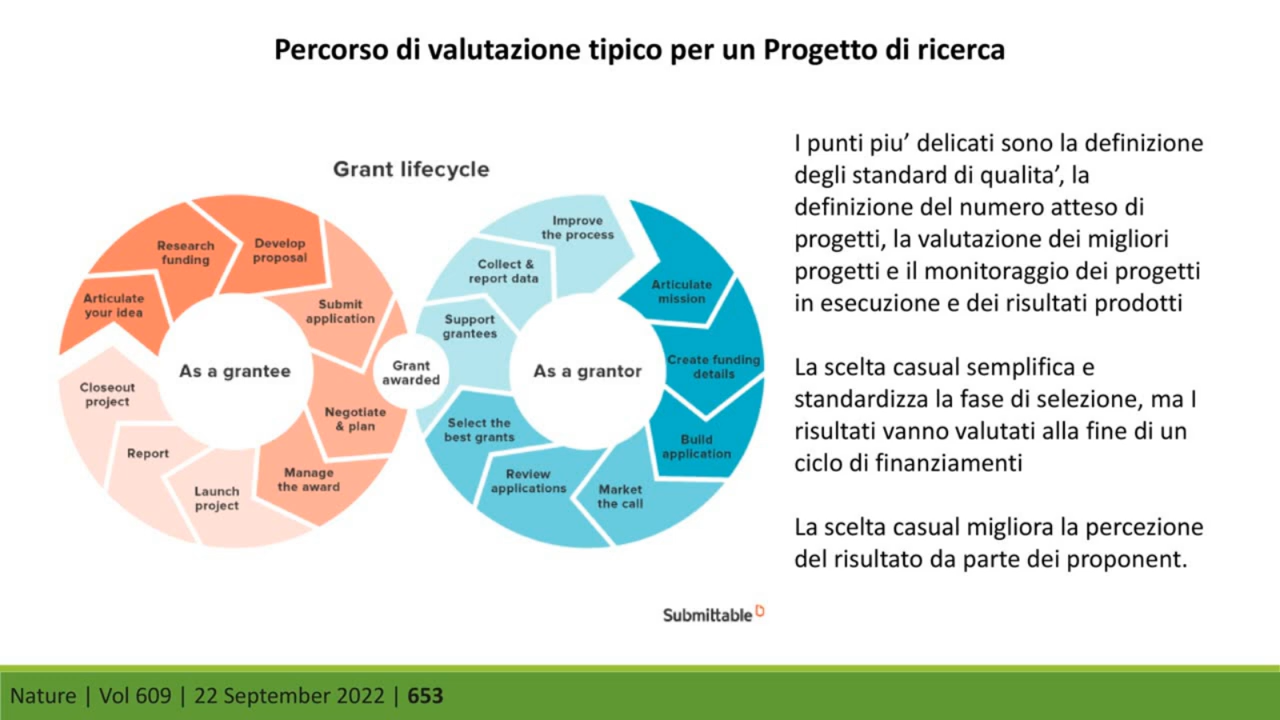 Percorso di valutazione tipico per un Progetto di ricerca
Grant lifecycle
Articulate
your idea
Research
funding
Develop
proposal
Submit
application
Grant
awarded
Negotiate
& plan
Manage
the award
Launch
project
Report
Closeout
project
As a grantee
As a grantor
Improve
the process
Collect &
report data
Support
grantees
Select the
best grants
Review
applications
Market
the call
Build
application
Create funding
details
Articulate
mission
Submittable
I punti piu’ delicati sono la definizione
degli standard di qualita’, la
definizione del numero atteso di
progetti, la valutazione dei migliori
progetti e il monitoraggio dei progetti
in esecuzione e dei risultati prodotti
La scelta casual semplifica e
standardizza la fase di selezione, ma I
risultati vanno valutati alla fine di un
ciclo di finanziamenti
La scelta casual migliora la percezione
del risultato da parte dei proponent.
Nature | Vol 609 | 22 September 2022 | 653